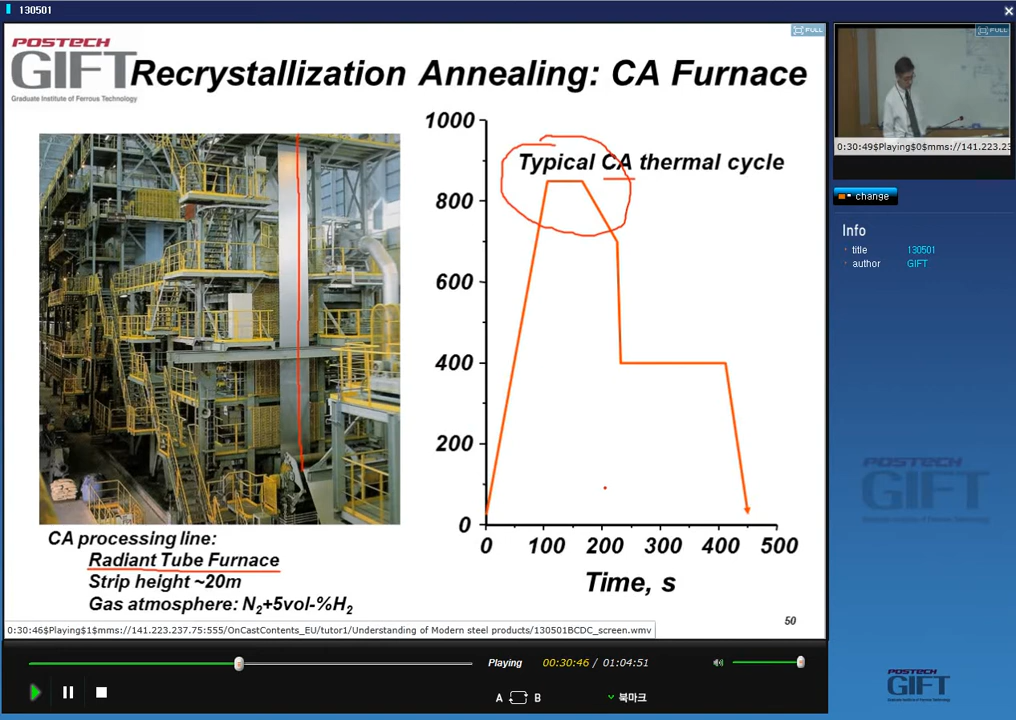 130501
FULL
POSTECH
GIFT
Graduate Institute of Ferrous Technology
Recrystallization Annealing: CA Furnace
1000
800
600
400
200
0
Typical CA thermal cycle
0 100 200 300 400 500
Time, s
CA processing line:
Radiant Tube Furnace
Strip height ~20m
Gas atmosphere: N2+5vol-%H2
50
0:30:46$Playing$1$mms://141.223.237.75:555/OnCastContents_EU/tutor1/Understanding of Modern steel products/130501BCDC_screen.wmv
Playing
00:30:46 / 01:04:51
A B
북마크
FULL
0:30:49$Playing$0$mms://141.223.23
change
Info
title 130501
author GIFT
POSTECH
GIFT
POSTECH
GIFT